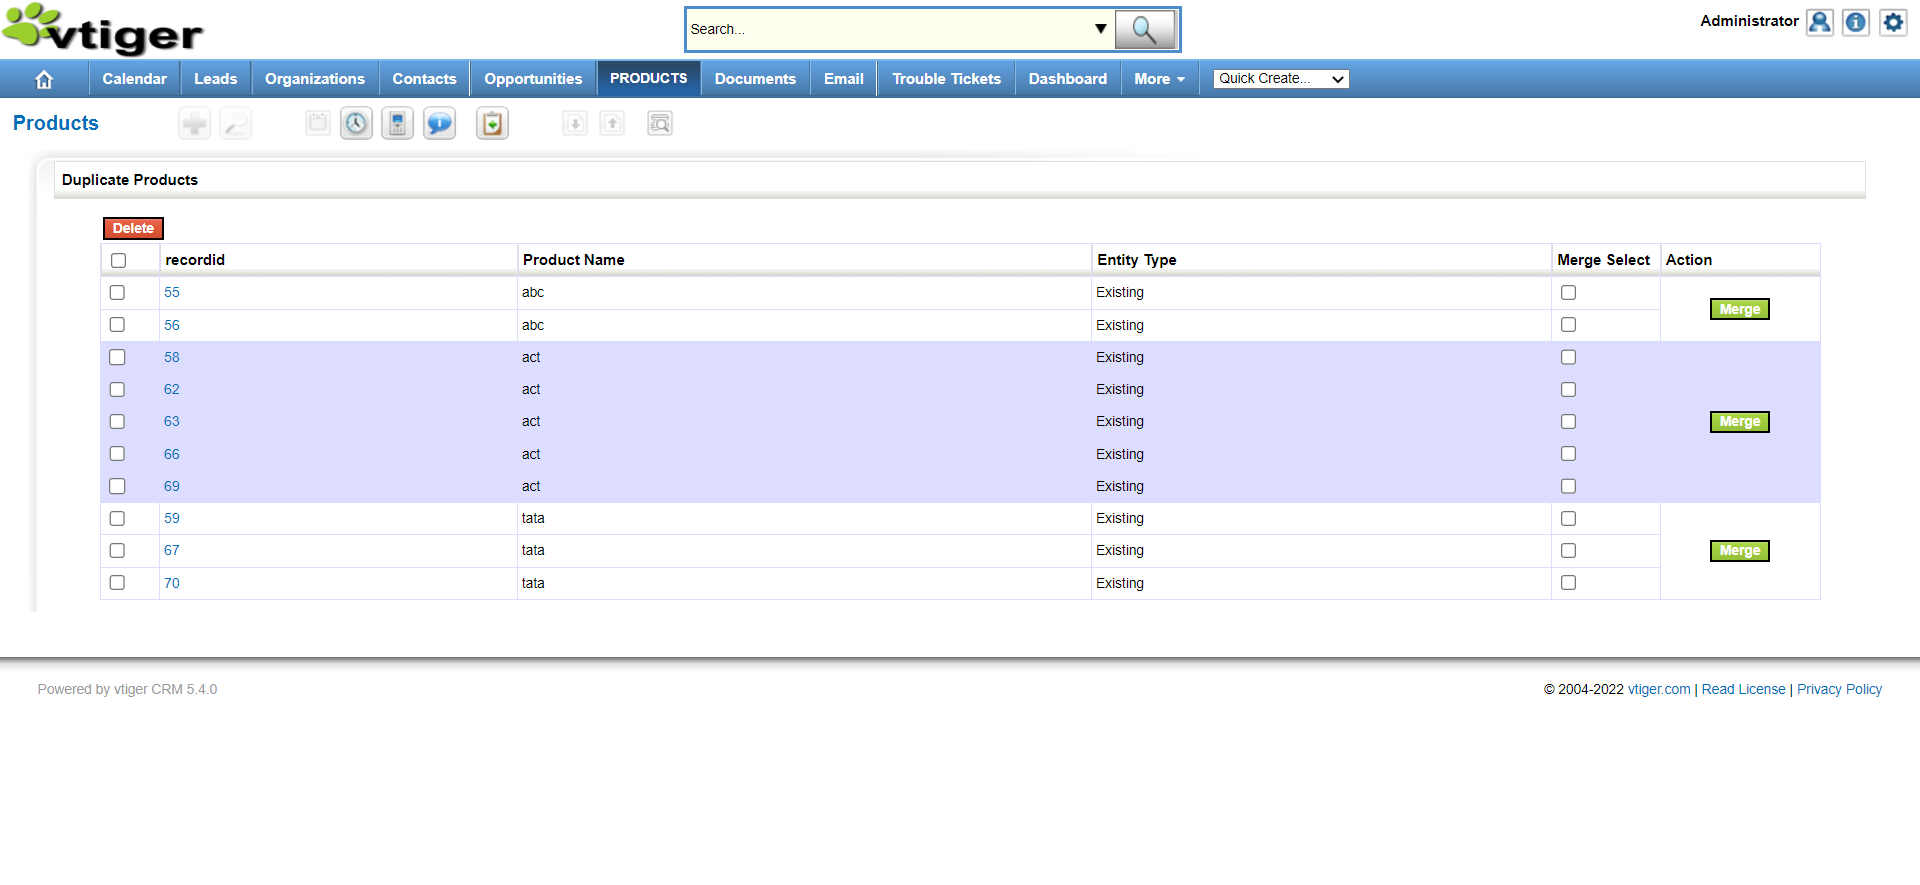 vtiger
Search...
Administrator
Calendar Leads Organizations Contacts Opportunities PRODUCTS Documents Email Trouble Tickets Dashboard More Quick Create...
Products
Duplicate Products
Delete
recordid Product Name Entity Type Merge Select Action
55 abc Existing
Merge
56 abc Existing
58 act Existing
62 act Existing
63 act Existing Merge
66 act Existing
69 act Existing
59 tata Existing
67 tata Existing Merge
70 tata Existing
Powered by vtiger CRM 5.4.0
© 2004-2022 vtiger.com | Read License | Privacy Policy